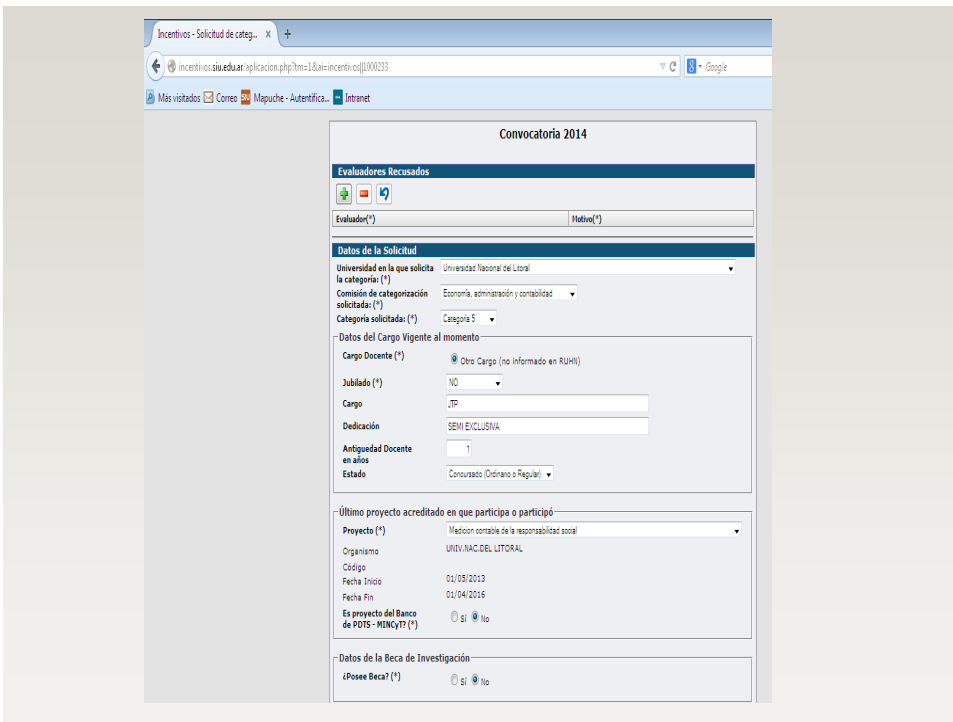 Incentivos - Solicitud de categ... x +
incentivos.siu.edu.ar/aplicacion.php?tm=1&ai=incentivos||1000233
Google
Más visitados Correo SIU Mapuche - Autentifica... Intranet
Convocatoria 2014
Evaluadores Recusados
Evaluador(*) Motivo(*)
Datos de la Solicitud
Universidad en la que solicita la categoría: (*) Universidad Nacional del Litoral
Comisión de categorización solicitada: (*) Economía, administración y contabilidad
Categoría solicitada: (*) Categoría 5
Datos del Cargo Vigente al momento
Cargo Docente (*) Otro Cargo (no informado en RUHN)
Jubilado (*) NO
Cargo JTP
Dedicación SEMI EXCLUSIVA
Antiguedad Docente en años 1
Estado Concursado (Ordinario o Regular)
Último proyecto acreditado en que participa o participó
Proyecto (*) Medicion contable de la responsabilidad social
Organismo UNIV.NAC.DEL LITORAL
Código
Fecha Inicio 01/05/2013
Fecha Fin 01/04/2016
Es proyecto del Banco de PDTS - MINCyT? (*) Sí No
Datos de la Beca de Investigación
¿Posee Beca? (*) Sí No